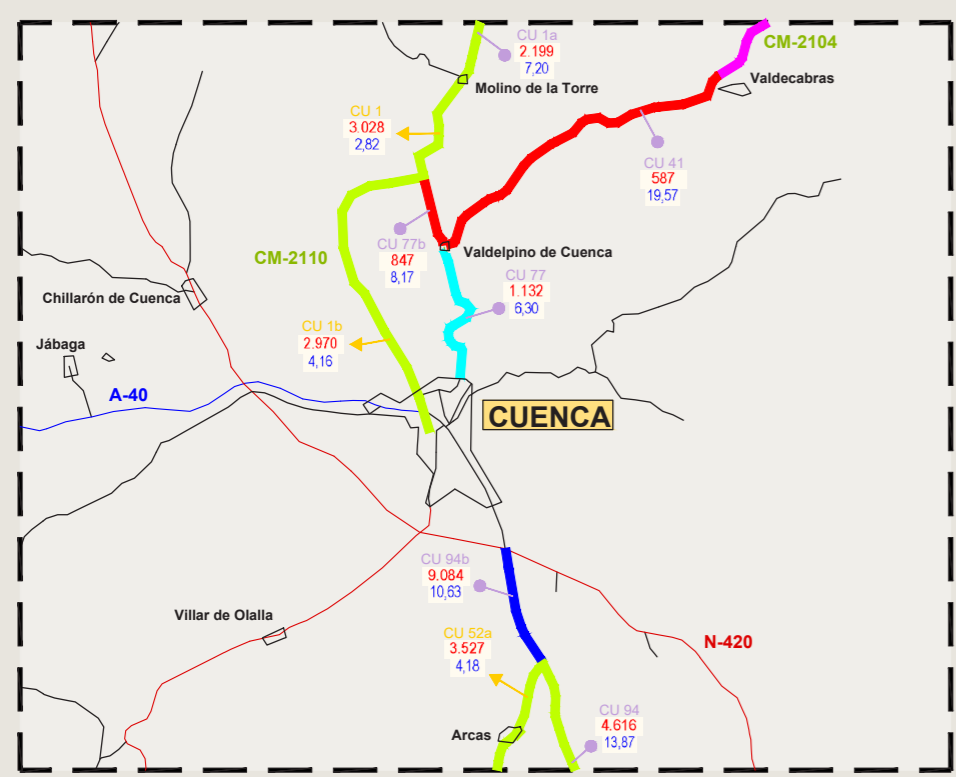 CU 1a
2.199
7,20
CM-2104
Molino de la Torre
Valdecabras
CU 1
3.028
2,82
CU 41
587
19,57
CM-2110
CU 77b
847
8,17
Valdelpino de Cuenca
CU 77
1.132
6,30
Chillarón de Cuenca
CU 1b
2.970
4,16
Jábaga
A-40
CUENCA
CU 94b
9.084
10,63
Villar de Olalla
CU 52a
3.527
4,18
N-420
Arcas
CU 94
4.616
13,87